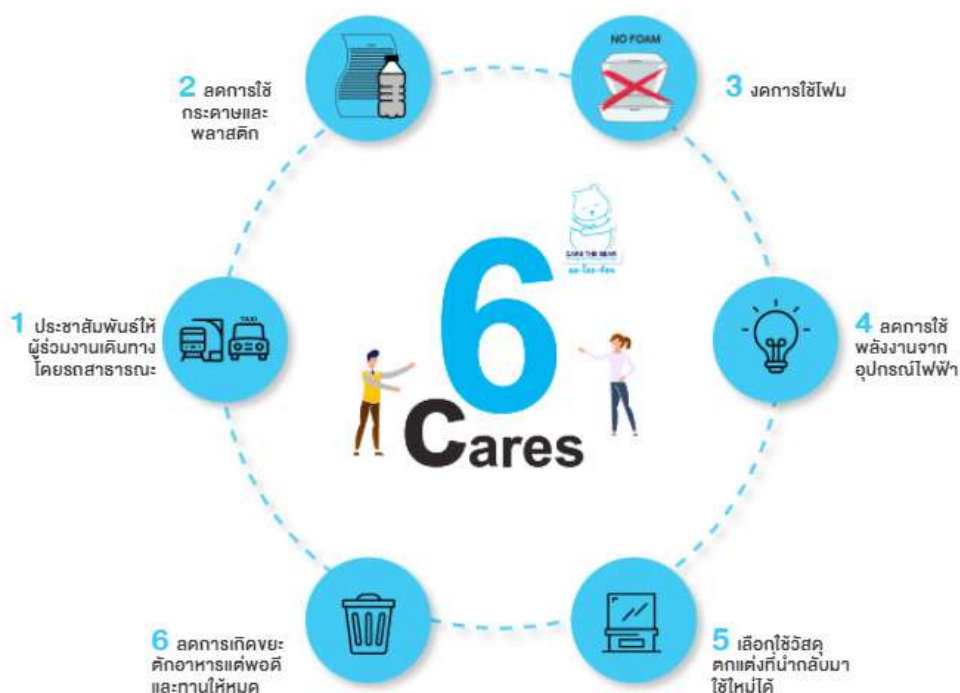 1 ประชาสัมพันธ์ให้
ผู้ร่วมงานเดินทาง
โดยรถสาธารณะ
TAXI
2 ลดการใช้
กระดาษและ
พลาสติก
NO FOAM
3 งดการใช้โฟม
4 ลดการใช้
พลังงานจาก
อุปกรณ์ไฟฟ้า
5 เลือกใช้วัสดุ
ตกแต่งที่นำกลับมา
ใช้ใหม่ได้
6 ลดการเกิดขยะ
ตักอาหารแต่พอดี
และทานให้หมด
CARE THE BEAR
6
Cares